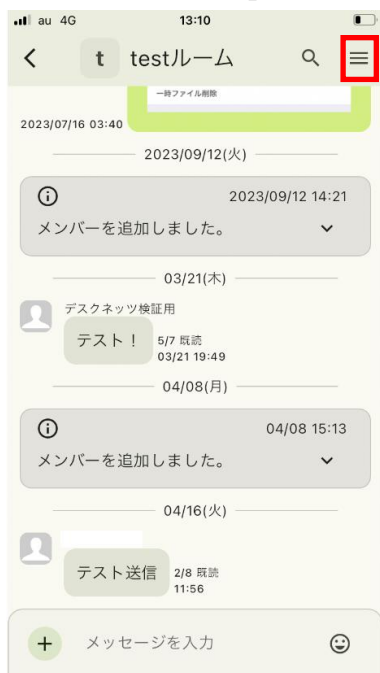 au 4G 13:10
t testルーム
一時ファイル削除
2023/07/16 03:40
2023/09/12(火)
2023/09/12 14:21
メンバーを追加しました。
03/21(木)
デスクネッツ検証用
テスト！ 5/7 既読
03/21 19:49
04/08(月)
04/08 15:13
メンバーを追加しました。
04/16(火)
テスト送信 2/8 既読
11:56
+ メッセージを入力